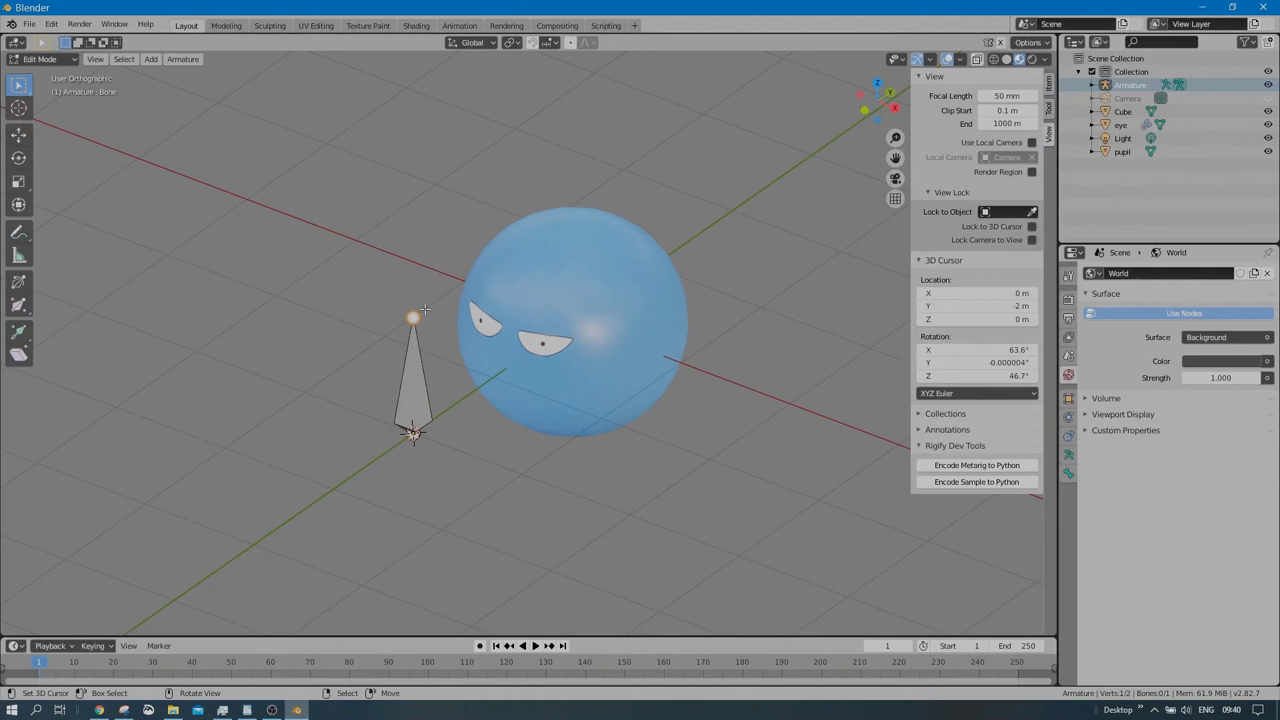 Blender
File Edit Render Window Help Layout Modeling Sculpting UV Editing Texture Paint Shading Animation Rendering Compositing Scripting + Scene View Layer
Global X Options
Edit Mode View Select Add Armature
User Orthographic
(1) Armature : Bone
Z
Y
X
View
Focal Length 50 mm
Clip Start 0.1 m
End 1000 m
Use Local Camera
Local Camera Camera
Render Region
View Lock
Lock to Object
Lock to 3D Cursor
Lock Camera to View
3D Cursor
Location:
X 0 m
Y -2 m
Z 0 m
Rotation:
X 63.6°
Y -0.000004°
Z 46.7°
XYZ Euler
Collections
Annotations
Rigify Dev Tools
Encode Metarig to Python
Encode Sample to Python
Item
Tool
View
Scene Collection
Collection
Armature
Camera
Cube
eye
Light
pupil
Scene World
World
Surface
Use Nodes
Surface Background
Color
Strength 1.000
Volume
Viewport Display
Custom Properties
Playback Keying View Marker 1 Start 1 End 250
1 10 20 30 40 50 60 70 80 90 100 110 120 130 140 150 160 170 180 190 200 210 220 230 240 250
Set 3D Cursor Box Select Rotate View Select Move Armature | Verts:1/2 | Bones:0/1 | Mem: 61.9 MiB | v2.82.7
Desktop » ENG 09:40